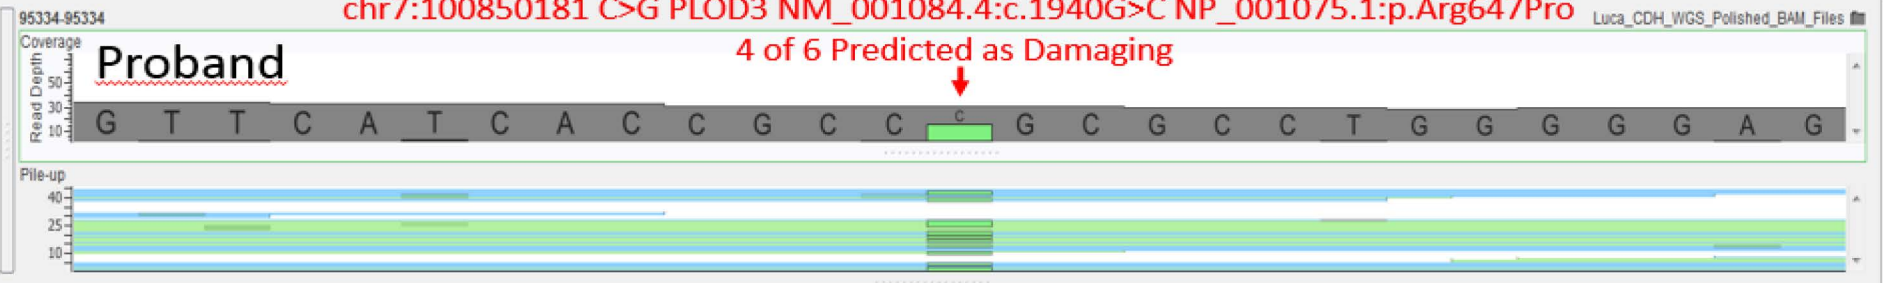 chr7:100850181 C>G PLOD3 NM_001084.4:c.1940G>C NP_001075.1:p.Arg647Pro
95334-95334
Luca_CDH_WGS_Polished_BAM_Files
Coverage
Proband
4 of 6 Predicted as Damaging
Read Depth
50
30
10
G T T C A T C A C C G C C C G C G C C T G G G G G A G
Pile-up
40
25
10